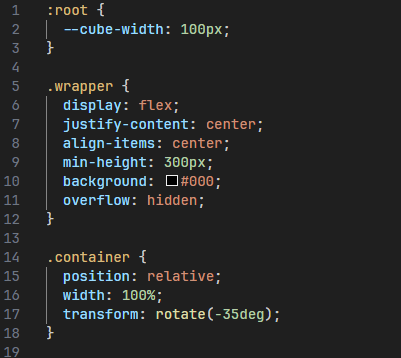 1 :root {
2   --cube-width: 100px;
3 }
4
5 .wrapper {
6   display: flex;
7   justify-content: center;
8   align-items: center;
9   min-height: 300px;
10   background: #000;
11   overflow: hidden;
12 }
13
14 .container {
15   position: relative;
16   width: 100%;
17   transform: rotate(-35deg);
18 }
19